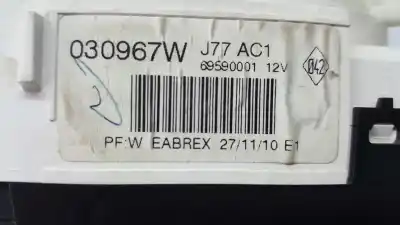 030967W J77 AC1
69590001 12V
042
PF:W EABREX 27/11/10 E1